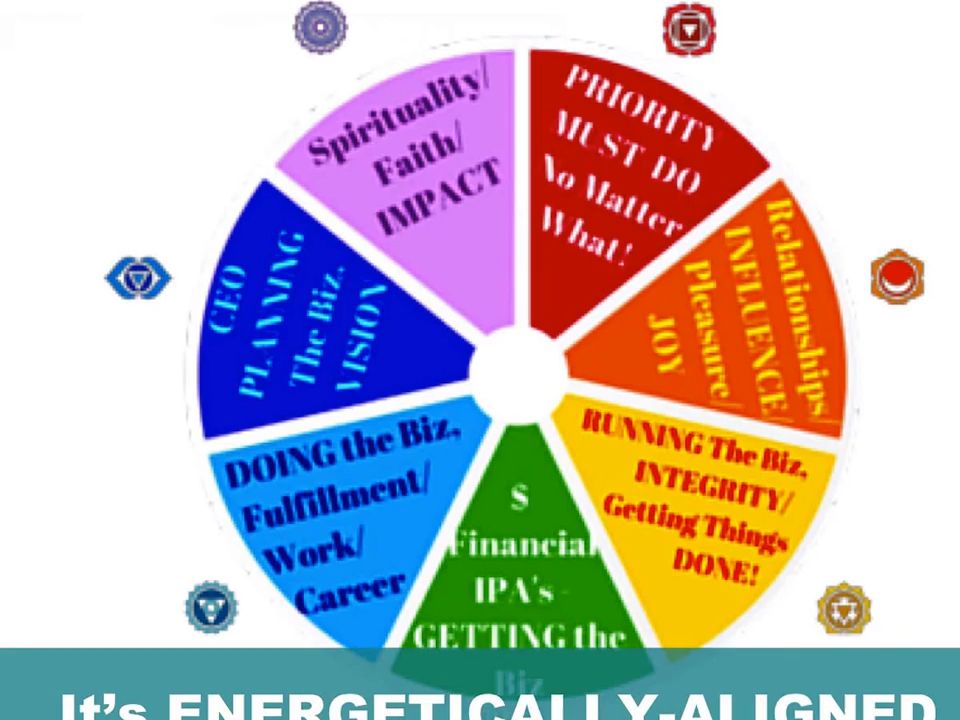 Spirituality/
Faith/
IMPACT
PRIORITY
MUST DO
No Matter
What!
Relationships/
INFLUENCE/
Pleasure/
JOY
RUNNING The Biz,
INTEGRITY/
Getting Things
DONE!
$
Financial
IPA's -
GETTING the
Biz
DOING the Biz,
Fulfillment/
Work/
Career
CEO
PLANNING
The Biz,
VISION
It's ENERGETICALLY-ALIGNED